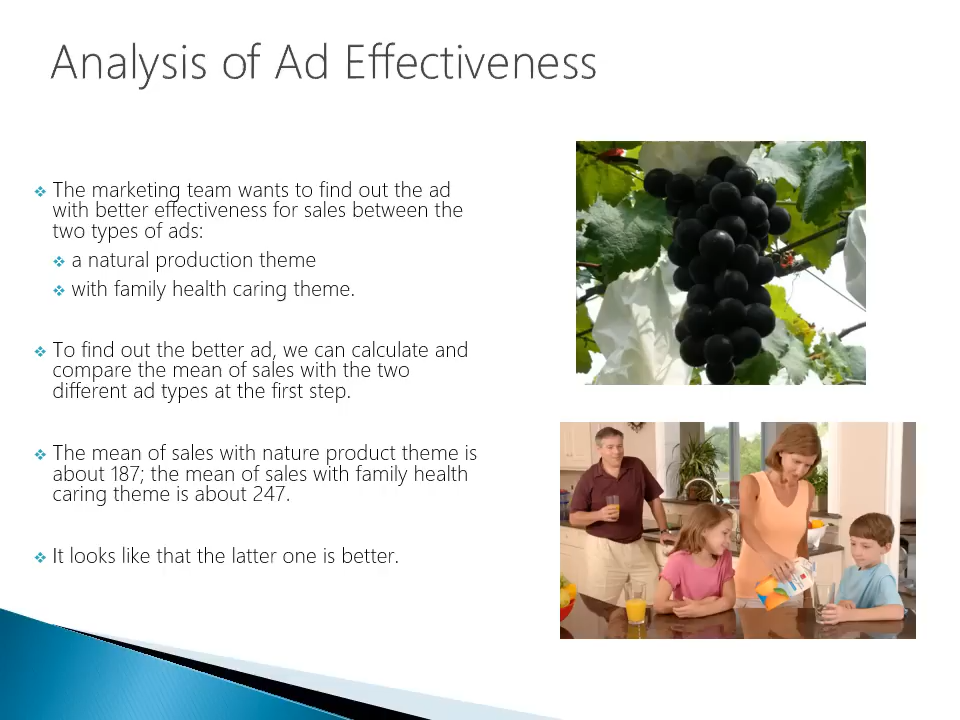 Analysis of Ad Effectiveness
❖ The marketing team wants to find out the ad
with better effectiveness for sales between the
two types of ads:
❖ a natural production theme
❖ with family health caring theme.
❖ To find out the better ad, we can calculate and
compare the mean of sales with the two
different ad types at the first step.
❖ The mean of sales with nature product theme is
about 187; the mean of sales with family health
caring theme is about 247.
❖ It looks like that the latter one is better.